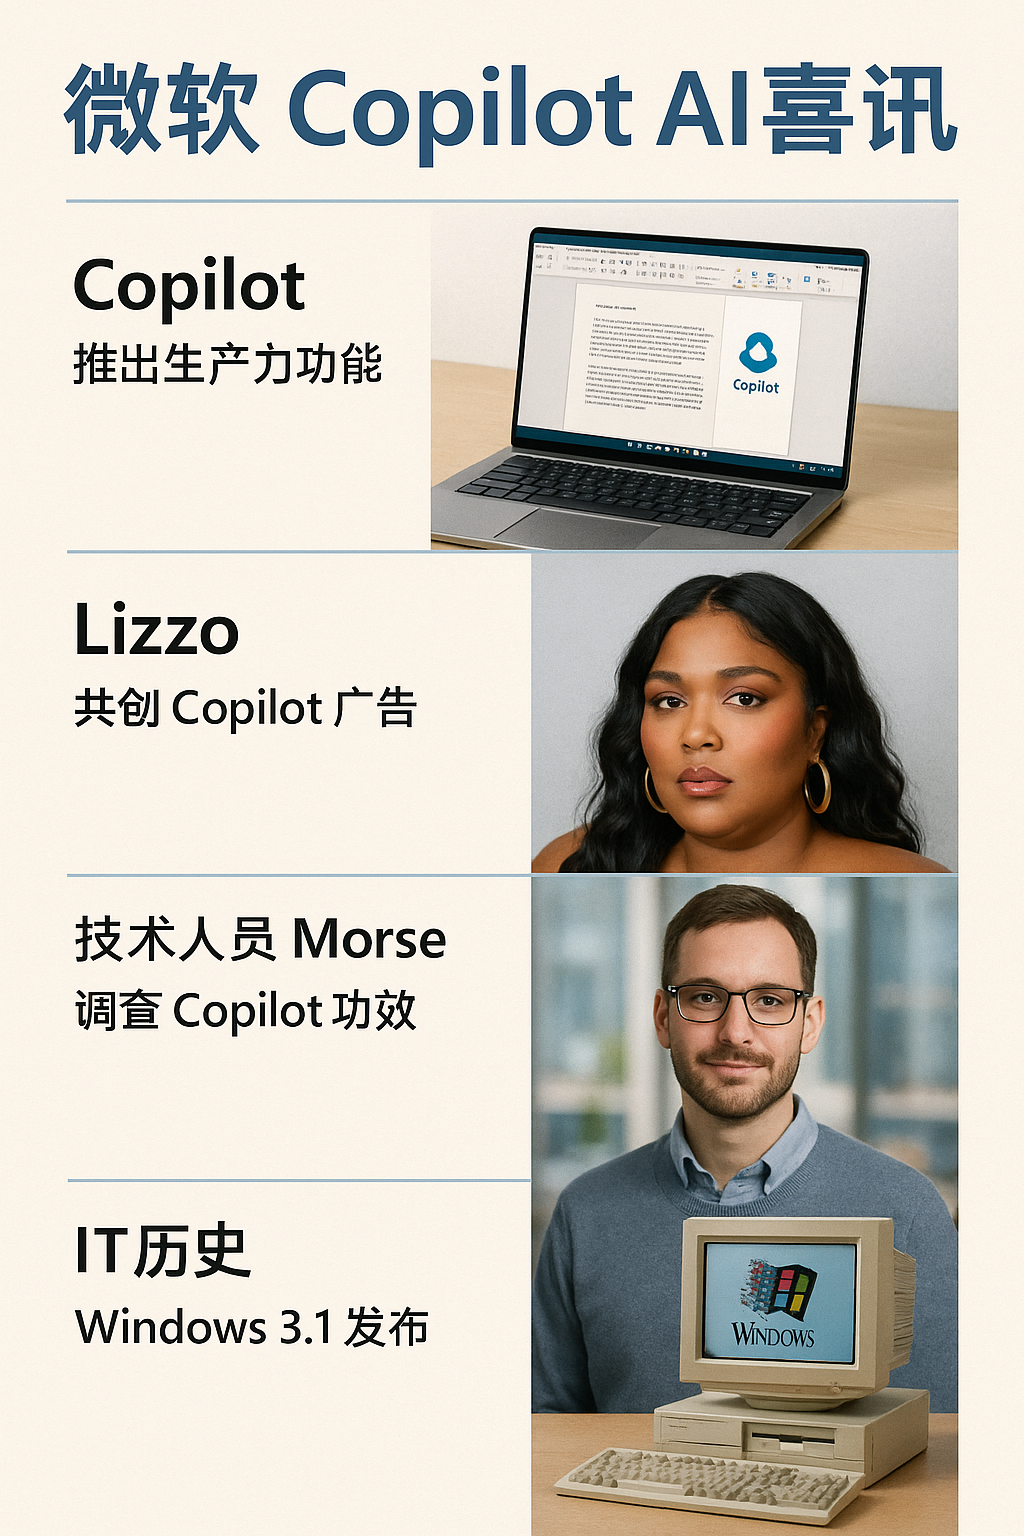 微软 Copilot AI喜讯
Copilot
推出生产力功能
Copilot
Lizzo
共创 Copilot 广告
技术人员 Morse
调查 Copilot 功效
IT历史
Windows 3.1 发布
WINDOWS